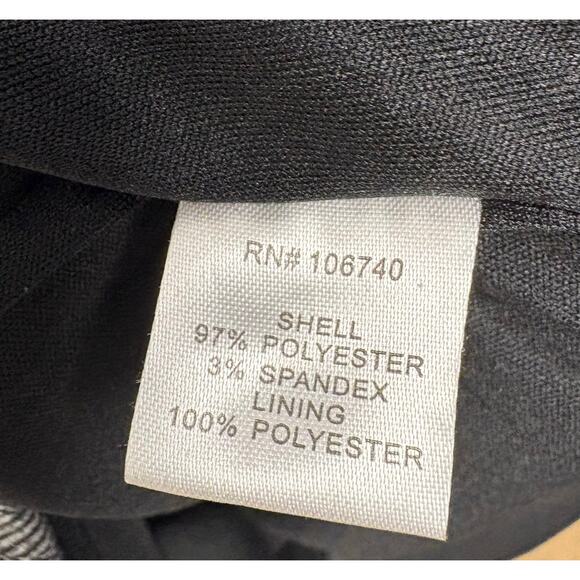 RN# 106740
SHELL
97% POLYESTER
3% SPANDEX
LINING
100% POLYESTER